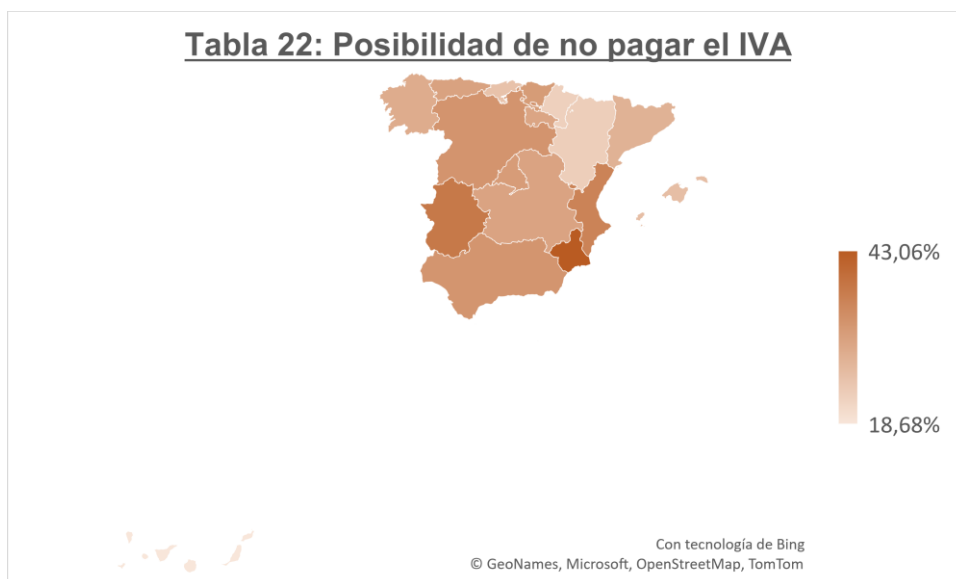 Tabla 22: Posibilidad de no pagar el IVA
43,06%
18,68%
Con tecnología de Bing
© GeoNames, Microsoft, OpenStreetMap, TomTom